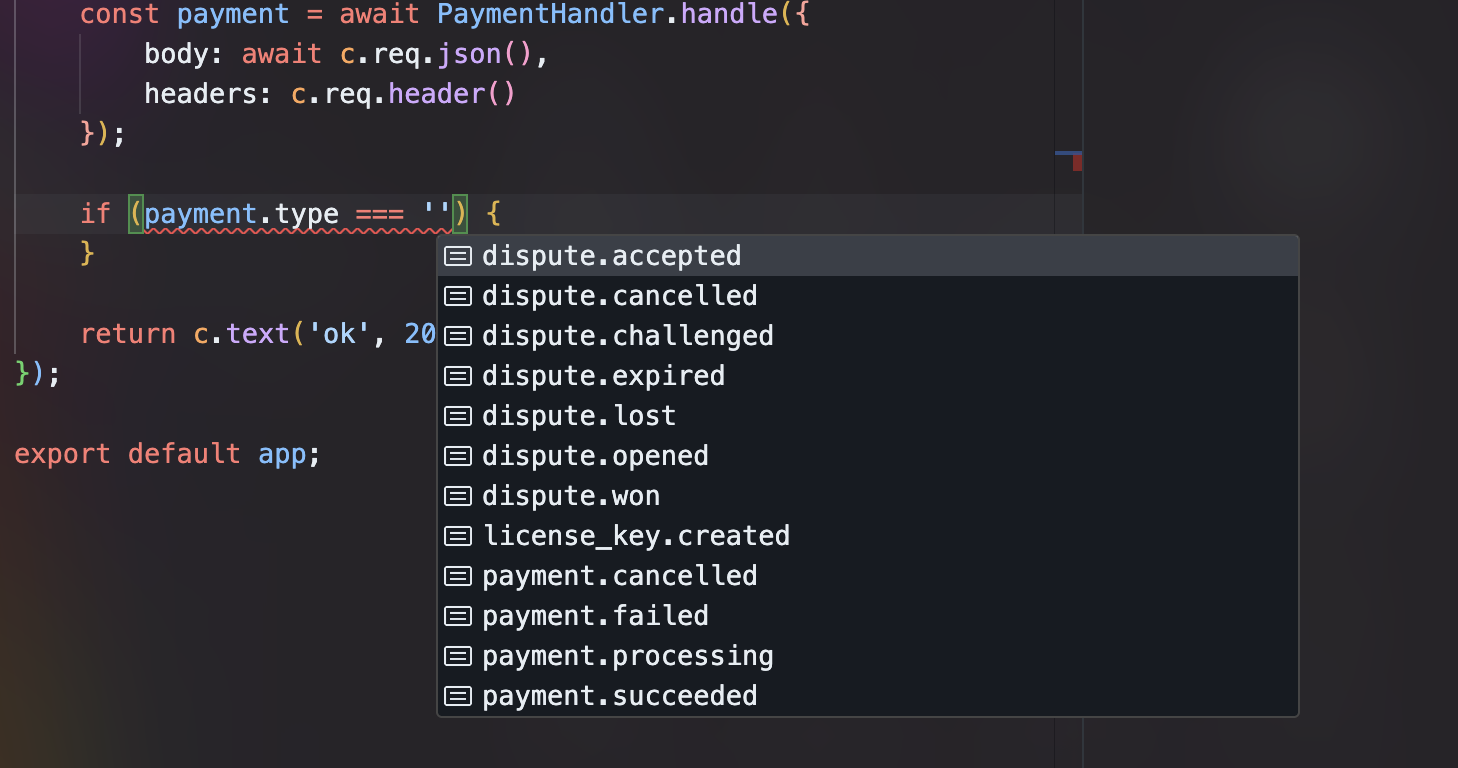 const payment = await PaymentHandler.handle({
body: await c.req.json(),
headers: c.req.header()
});
if (payment.type === '') {
}
dispute.accepted
dispute.cancelled
dispute.challenged
dispute.expired
dispute.lost
dispute.opened
dispute.won
license_key.created
payment.cancelled
payment.failed
payment.processing
payment.succeeded
return c.text('ok', 20
});
export default app;